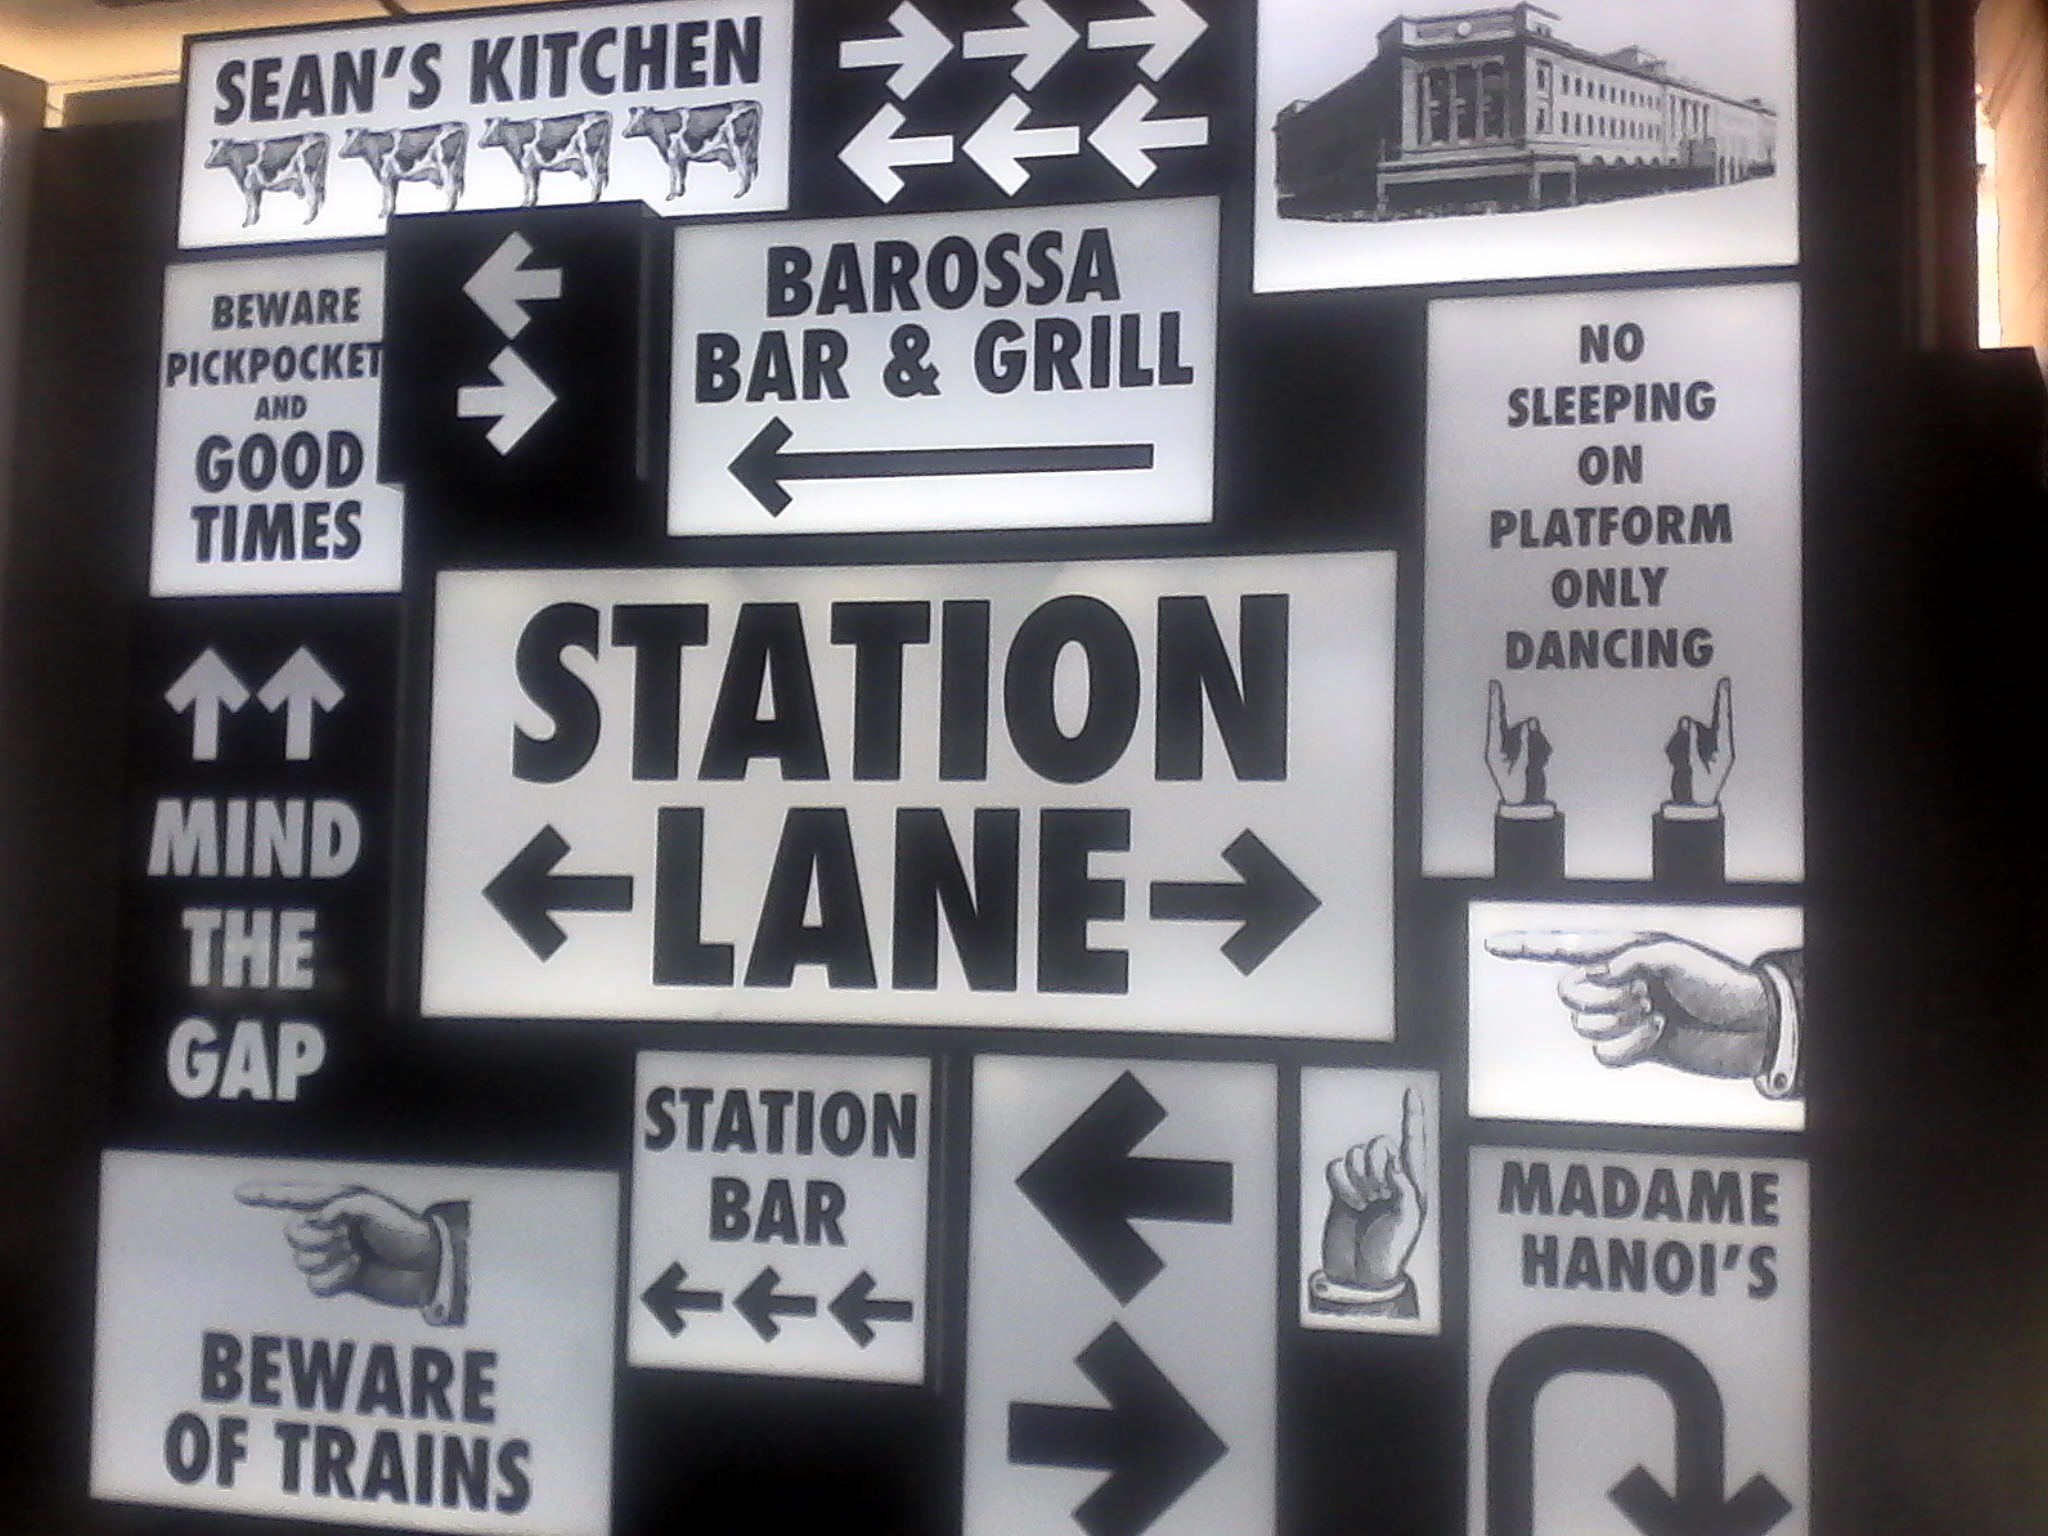 SEAN'S KITCHEN
BEWARE
PICKPOCKET
AND
GOOD
TIMES
BAROSSA
BAR & GRILL
NO
SLEEPING
ON
PLATFORM
ONLY
DANCING
STATION
LANE
MIND
THE
GAP
STATION
BAR
MADAME
HANOI'S
BEWARE
OF TRAINS